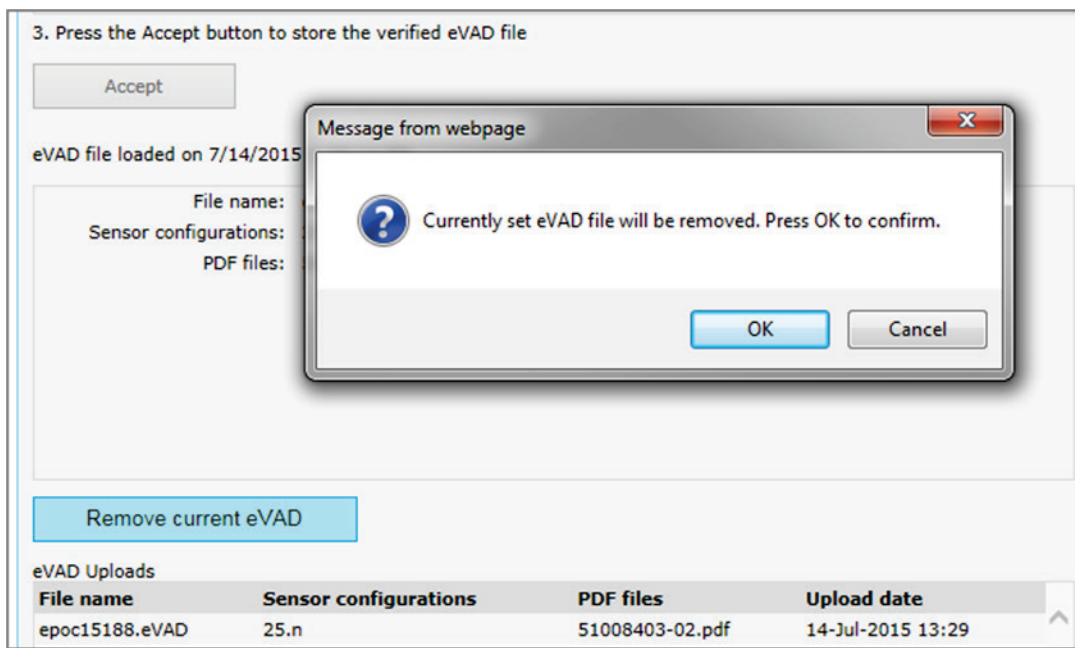 3. Press the Accept button to store the verified eVAD file
Accept
Message from webpage
eVAD file loaded on 7/14/2015
File name:
Sensor configurations:
PDF files:
Currently set eVAD file will be removed. Press OK to confirm.
OK Cancel
Remove current eVAD
eVAD Uploads
File name Sensor configurations PDF files Upload date
epoc15188.eVAD 25.n 51008403-02.pdf 14-Jul-2015 13:29